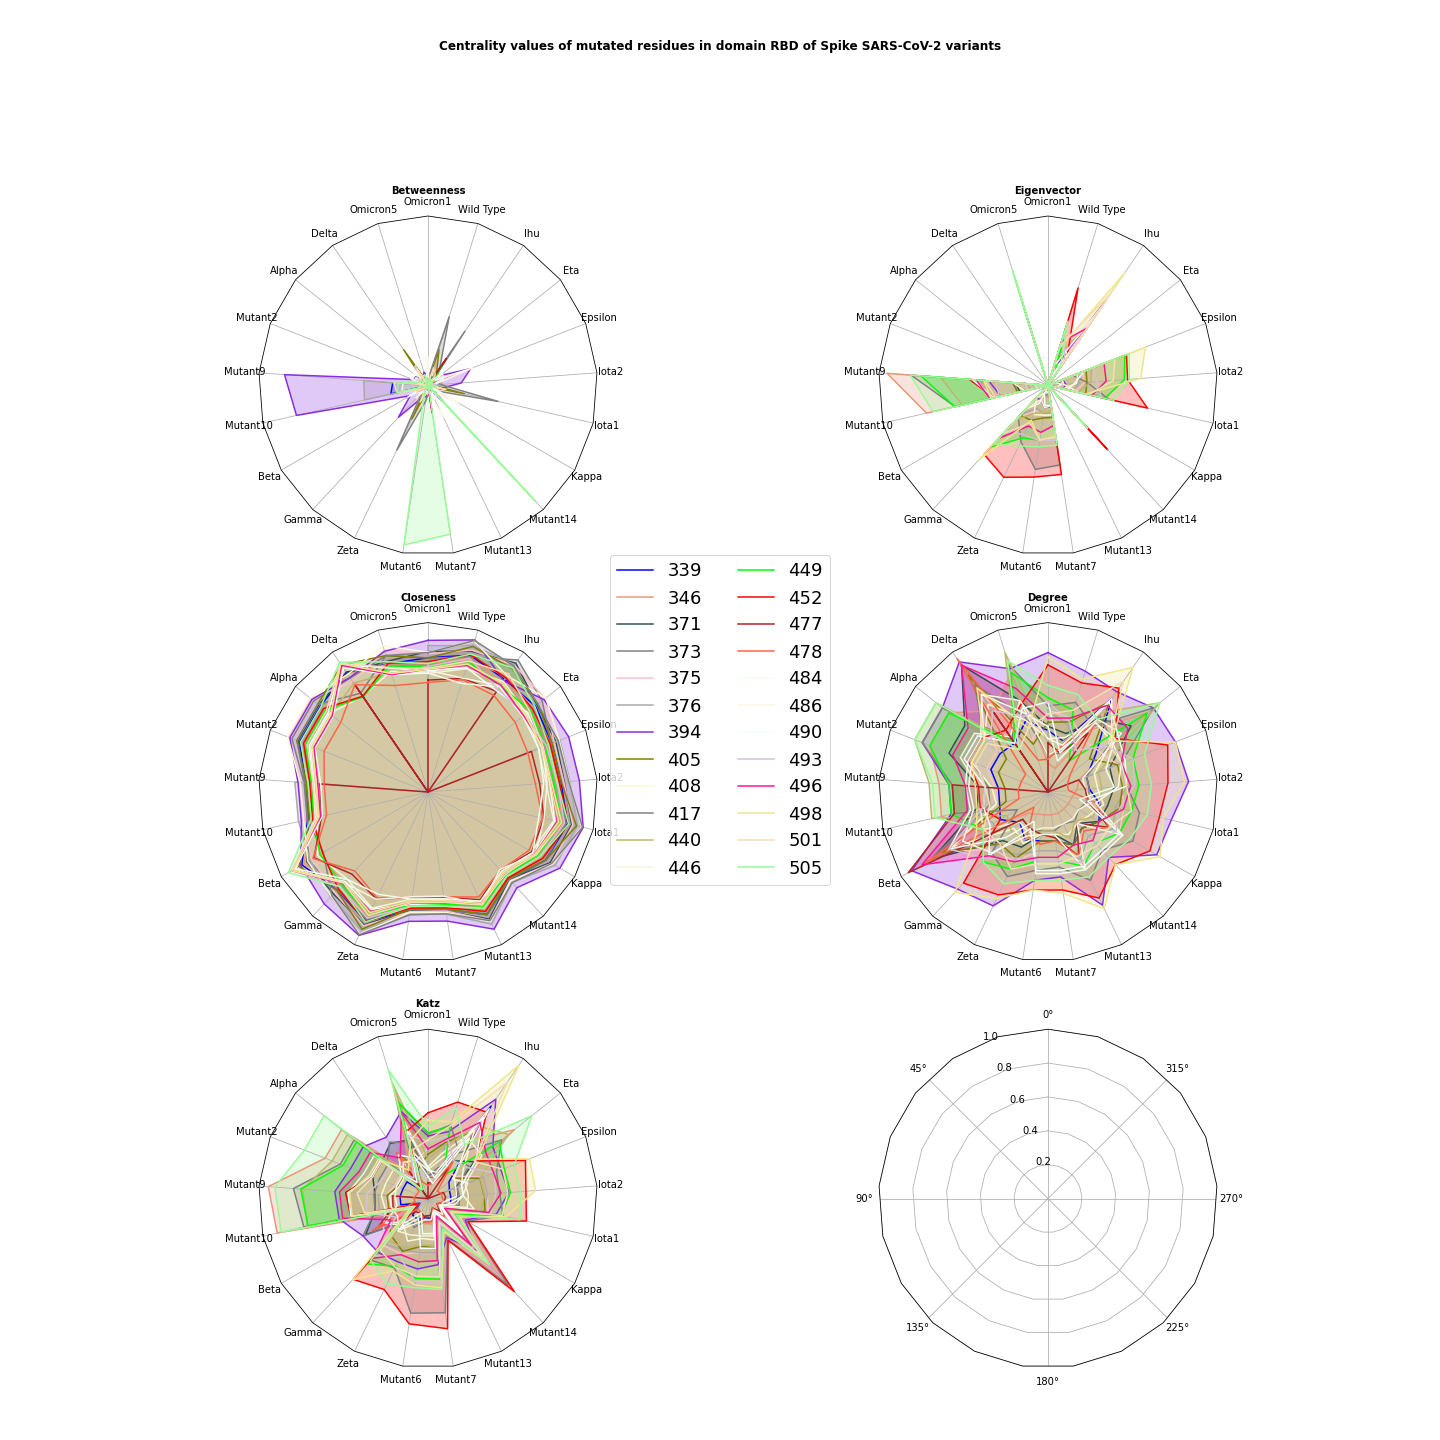 Centrality values of mutated residues in domain RBD of Spike SARS-CoV-2 variants
Betweenness
Omicron1
Omicron5 Wild Type
Delta Ihu
Alpha Eta
Mutant2 Epsilon
Mutant9 Iota2
Mutant10 Iota1
Beta Kappa
Gamma Mutant14
Zeta Mutant13
Mutant6 Mutant7
Eigenvector
Omicron1
Omicron5 Wild Type
Delta Ihu
Alpha Eta
Mutant2 Epsilon
Mutant9 Iota2
Mutant10 Iota1
Beta Kappa
Gamma Mutant14
Zeta Mutant13
Mutant6 Mutant7
339 449
346 452
371 477
373 478
375 484
376 486
394 490
405 493
408 496
417 498
440 501
446 505
Closeness
Omicron1
Omicron5 Wild Type
Delta Ihu
Alpha Eta
Mutant2 Epsilon
Mutant9 Iota2
Mutant10 Iota1
Beta Kappa
Gamma Mutant14
Zeta Mutant13
Mutant6 Mutant7
Degree
Omicron1
Omicron5 Wild Type
Delta Ihu
Alpha Eta
Mutant2 Epsilon
Mutant9 Iota2
Mutant10 Iota1
Beta Kappa
Gamma Mutant14
Zeta Mutant13
Mutant6 Mutant7
Katz
Omicron1
Omicron5 Wild Type
Delta Ihu
Alpha Eta
Mutant2 Epsilon
Mutant9 Iota2
Mutant10 Iota1
Beta Kappa
Gamma Mutant14
Zeta Mutant13
Mutant6 Mutant7
0°
1.0
45° 0.8 315°
0.6
0.4
0.2
90° 270°
135° 225°
180°